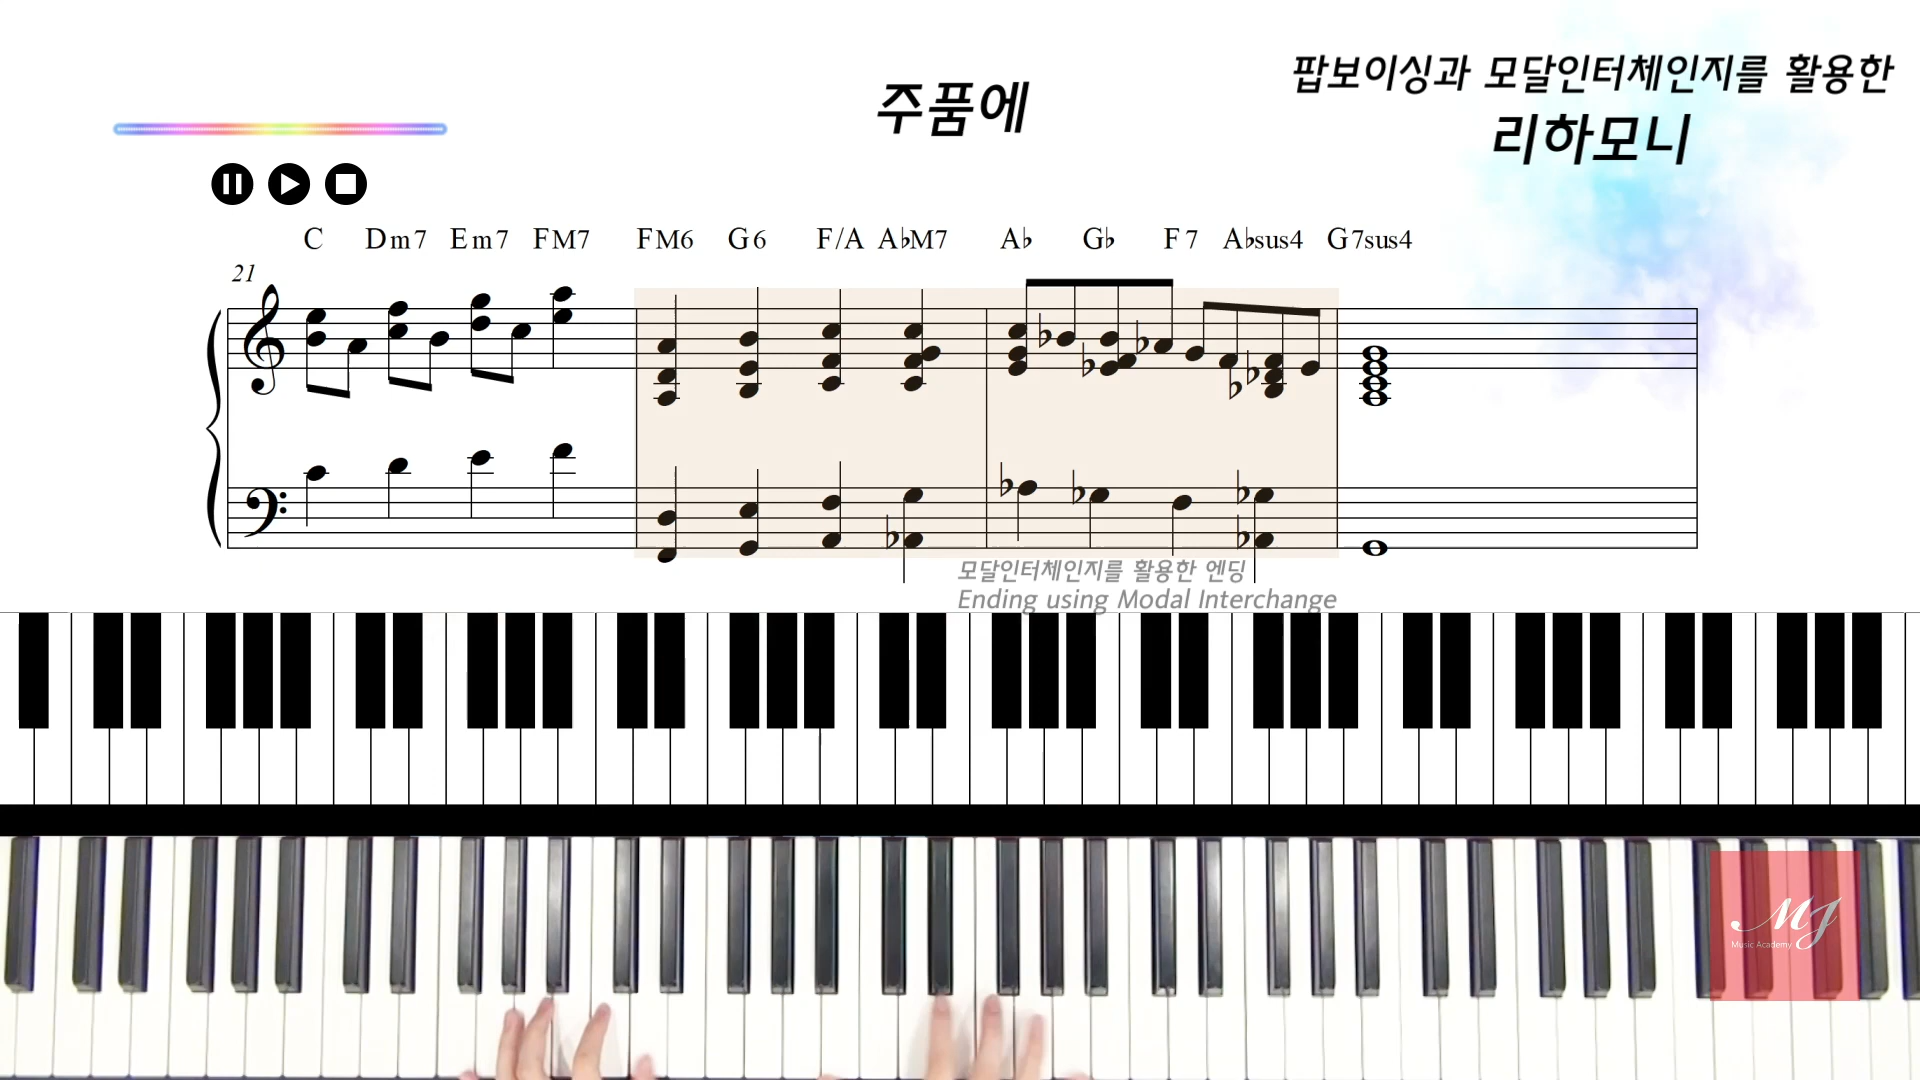 팝보이싱과 모달인터체인지를 활용한
주품에
리하모니
C Dm7 Em7 FM7 FM6 G6 F/A A♭M7 A♭ G♭ F7 A♭sus4 G7sus4
21
모달인터체인지를 활용한 엔딩
Ending using Modal Interchange
MJ
Music Academy